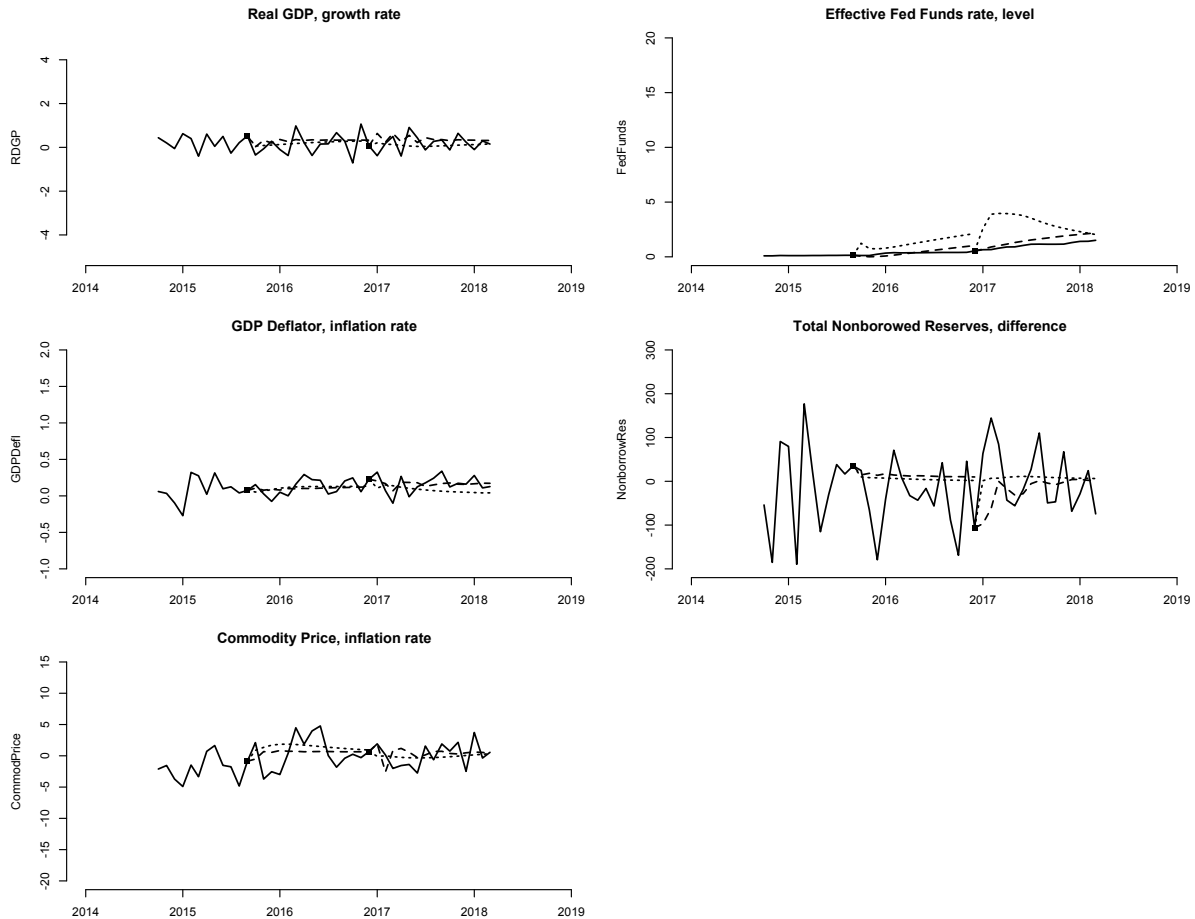 Real GDP, growth rate
RDGP
4
2
0
-2
-4
2014 2015 2016 2017 2018 2019
Effective Fed Funds rate, level
FedFunds
20
15
10
5
0
2014 2015 2016 2017 2018 2019
GDP Deflator, inflation rate
GDPDefl
2.0
1.5
1.0
0.5
0.0
-0.5
-1.0
2014 2015 2016 2017 2018 2019
Total Nonborowed Reserves, difference
NonborrowRes
300
200
100
0
-100
-200
2014 2015 2016 2017 2018 2019
Commodity Price, inflation rate
CommodPrice
15
10
5
0
-5
-10
-15
-20
2014 2015 2016 2017 2018 2019